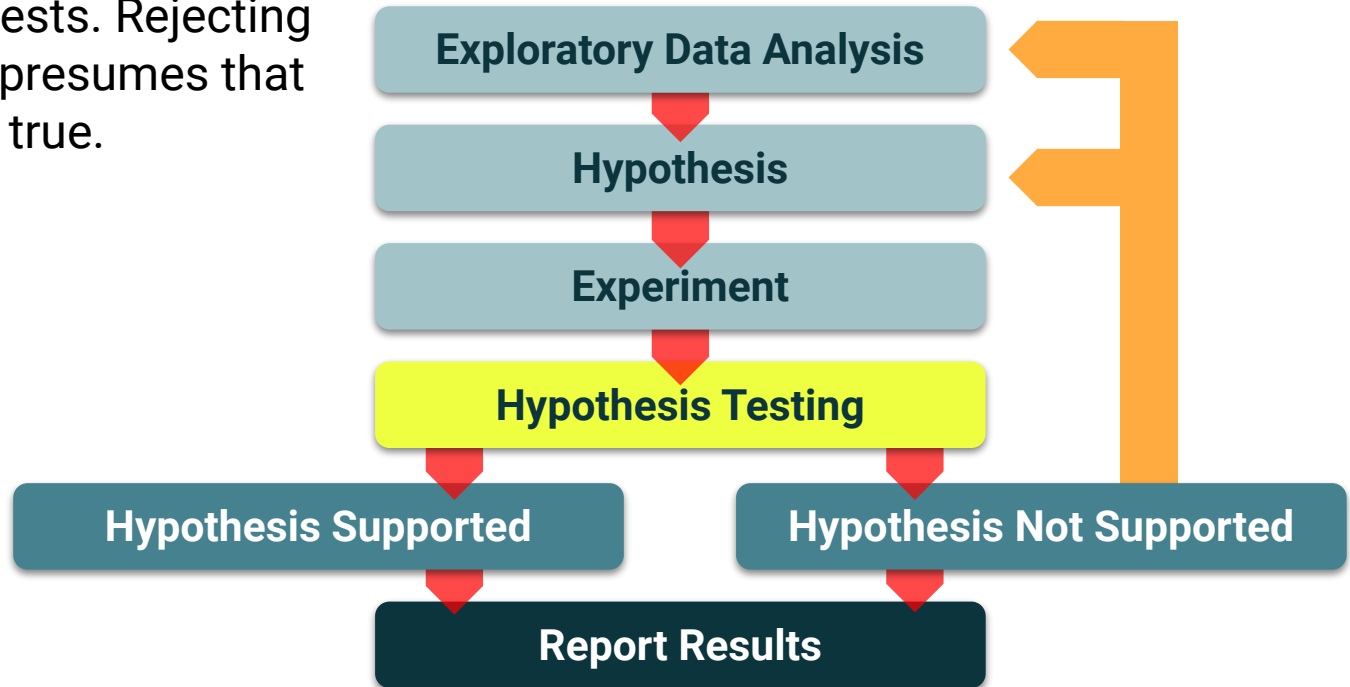 ests. Rejecting
presumes that
true.
Exploratory Data Analysis
Hypothesis
Experiment
Hypothesis Testing
Hypothesis Supported
Hypothesis Not Supported
Report Results